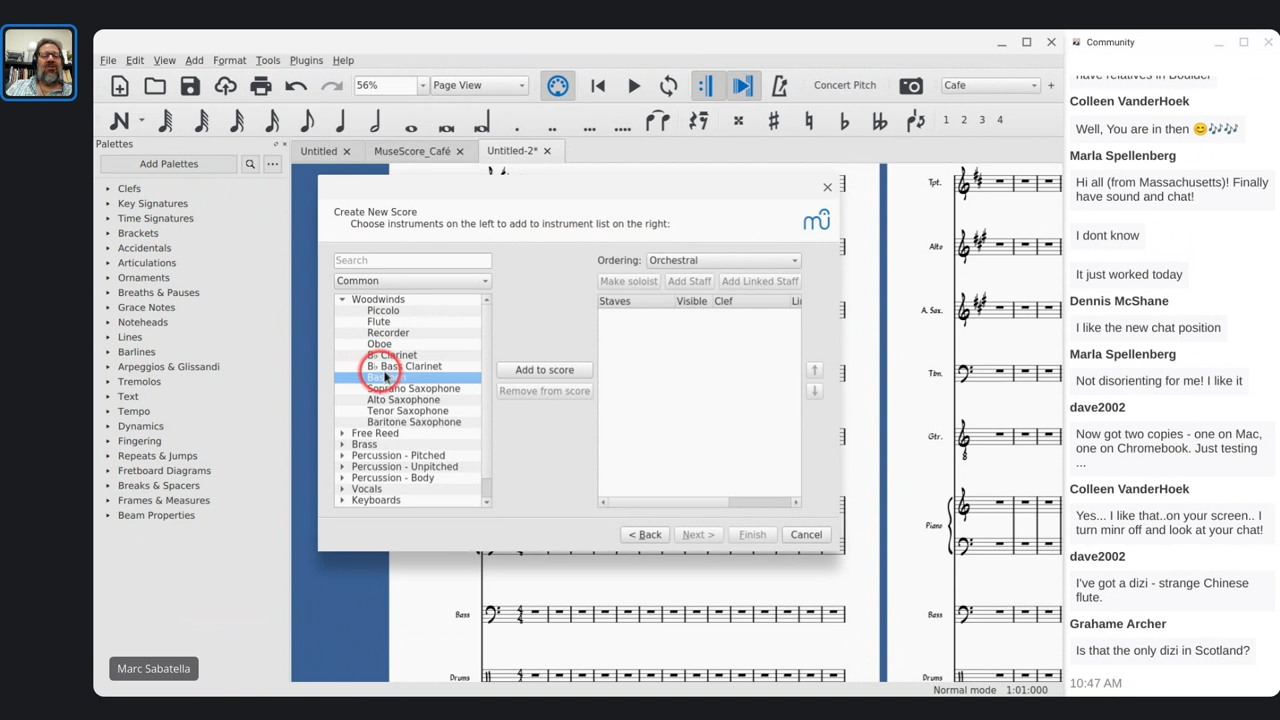 Community
File Edit View Add Format Tools Plugins Help
56% Page View Concert Pitch Cafe +
1 2 3 4
Palettes
Add Palettes
Untitled MuseScore_Café Untitled-2*
Clefs
Key Signatures
Time Signatures
Brackets
Accidentals
Articulations
Ornaments
Breaths & Pauses
Grace Notes
Noteheads
Lines
Barlines
Arpeggios & Glissandi
Tremolos
Text
Tempo
Dynamics
Fingering
Repeats & Jumps
Fretboard Diagrams
Breaks & Spacers
Frames & Measures
Beam Properties
Create New Score
Choose instruments on the left to add to instrument list on the right:
Search
Common
Woodwinds
Piccolo
Flute
Recorder
Oboe
B♭ Clarinet
B♭ Bass Clarinet
Soprano Saxophone
Alto Saxophone
Tenor Saxophone
Baritone Saxophone
Free Reed
Brass
Percussion - Pitched
Percussion - Unpitched
Percussion - Body
Vocals
Keyboards
Add to score
Remove from score
Ordering: Orchestral
Make soloist Add Staff Add Linked Staff
Staves Visible Clef
< Back Next > Finish Cancel
Tpt.
Alto
A. Sax.
Tbn.
Gtr.
Piano
Bass
Bass
Drums
Drums
Normal mode 1:01:000
Marc Sabatella
have relatives in Boulder
Colleen VanderHoek
Well, You are in then 😊🎶🎶
Marla Spellenberg
Hi all (from Massachusetts)! Finally
have sound and chat!
I dont know
It just worked today
Dennis McShane
I like the new chat position
Marla Spellenberg
Not disorienting for me! I like it
dave2002
Now got two copies - one on Mac,
one on Chromebook. Just testing
...
Colleen VanderHoek
Yes... I like that..on your screen.. I
turn minr off and look at your chat!
dave2002
I've got a dizi - strange Chinese
flute.
Grahame Archer
Is that the only dizi in Scotland?
10:47 AM